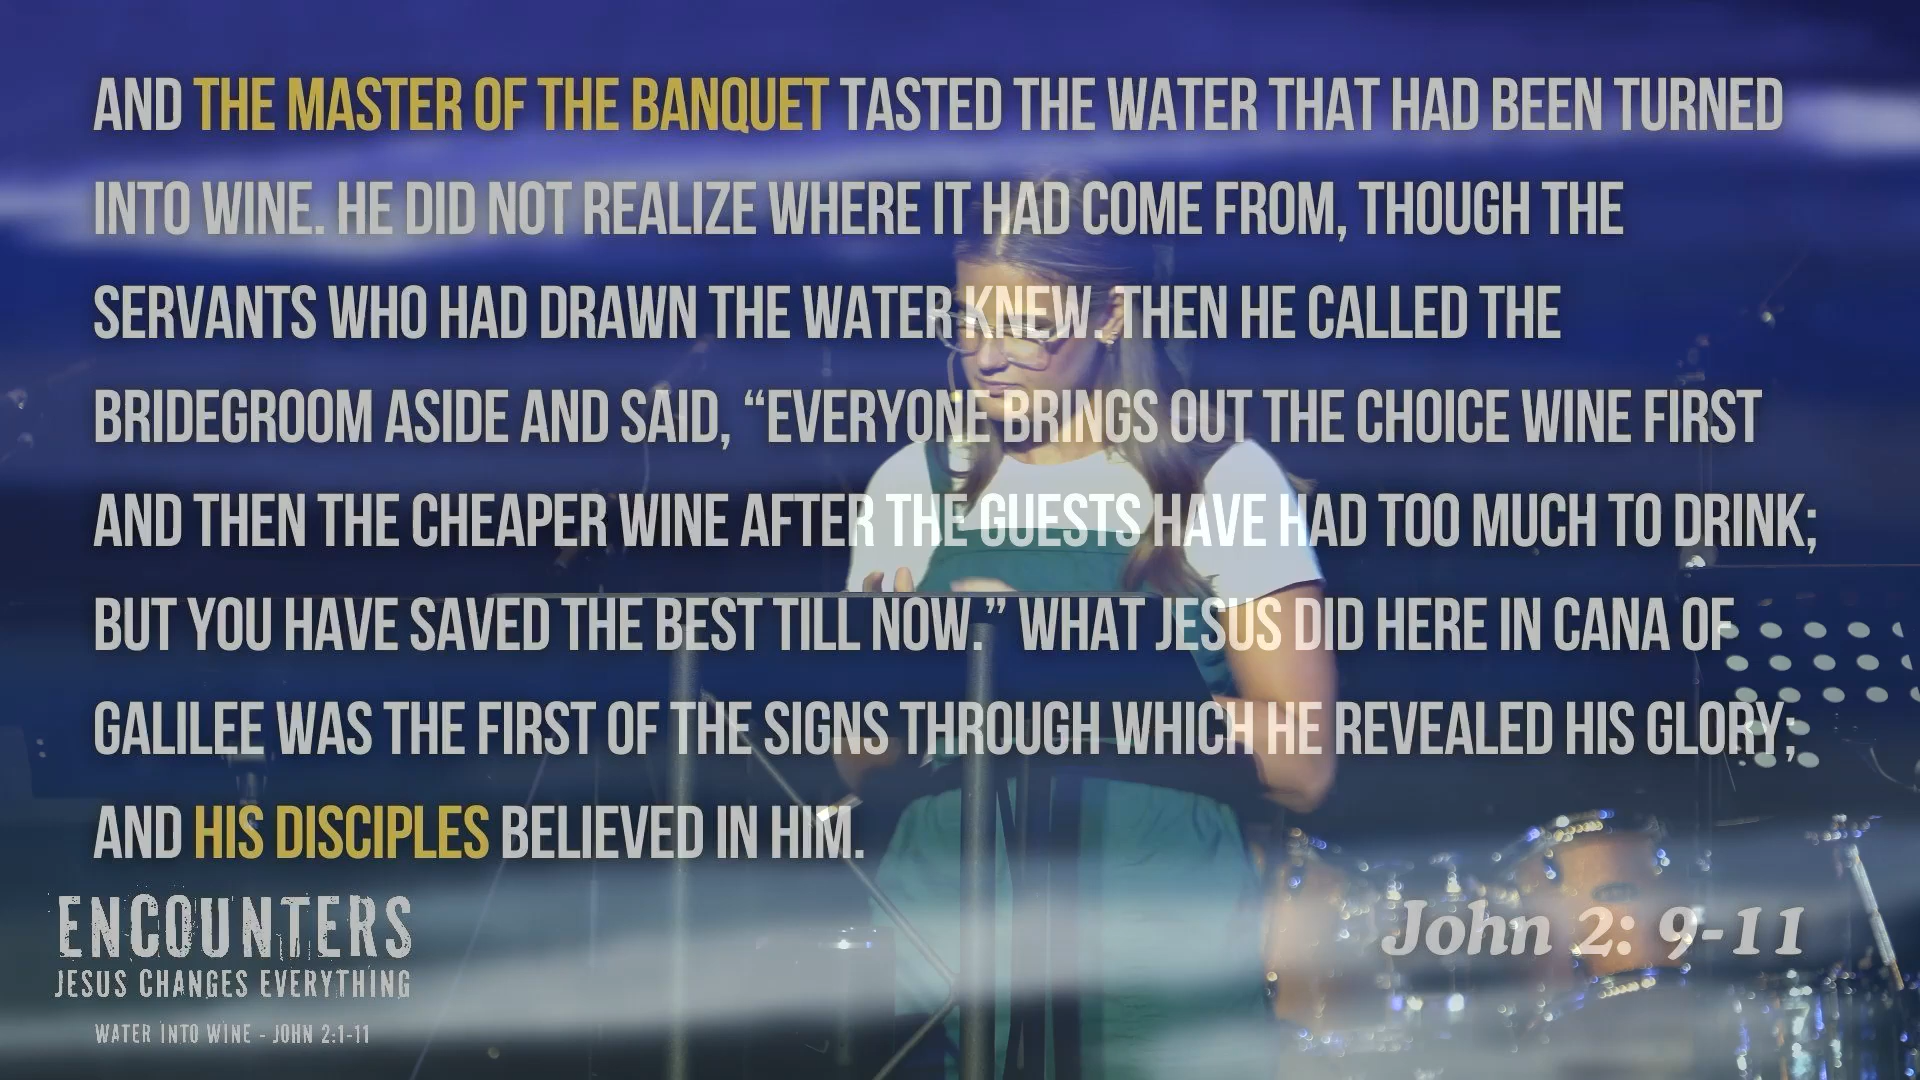 AND THE MASTER OF THE BANQUET TASTED THE WATER THAT HAD BEEN TURNED
INTO WINE. HE DID NOT REALIZE WHERE IT HAD COME FROM, THOUGH THE
SERVANTS WHO HAD DRAWN THE WATER KNEW. THEN HE CALLED THE
BRIDEGROOM ASIDE AND SAID, “EVERYONE BRINGS OUT THE CHOICE WINE FIRST
AND THEN THE CHEAPER WINE AFTER THE GUESTS HAVE HAD TOO MUCH TO DRINK;
BUT YOU HAVE SAVED THE BEST TILL NOW.” WHAT JESUS DID HERE IN CANA OF
GALILEE WAS THE FIRST OF THE SIGNS THROUGH WHICH HE REVEALED HIS GLORY;
AND HIS DISCIPLES BELIEVED IN HIM.
ENCOUNTERS
JESUS CHANGES EVERYTHING
WATER INTO WINE - JOHN 2:1-11
John 2: 9-11